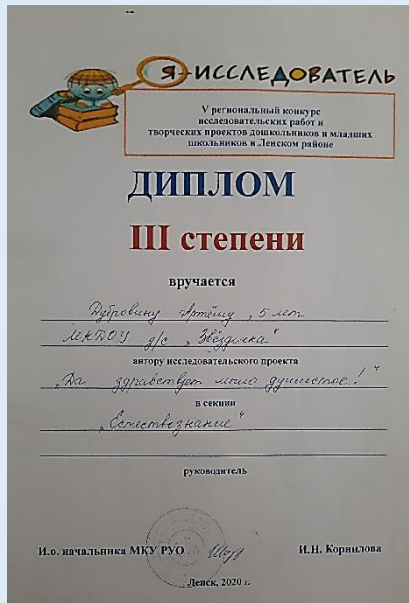 Я-ИССЛЕДОВАТЕЛЬ
V региональный конкурс
исследовательских работ и
творческих проектов дошкольников и младших
школьников в Ленском районе
ДИПЛОМ
III степени
вручается
Дубровину Артёму, 5 лет
МКДОУ д/с „Звёздочка"
автору исследовательского проекта
„Да здравствует мыло душистое!"
в секции
„Естествознание"
руководитель
И.о. начальника МКУ РУО
И.Н. Корнилова
Ленск, 2020 г.